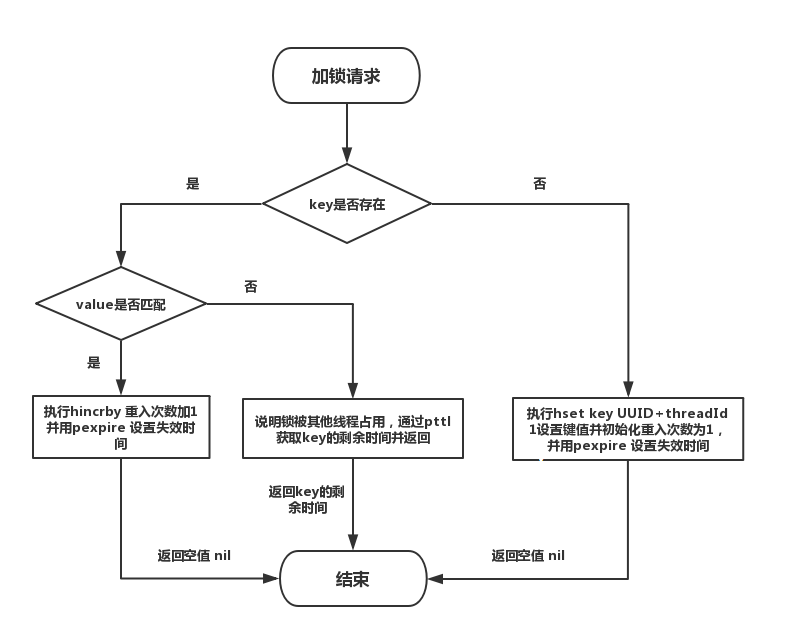 加锁请求
是
否
key是否存在
否
value是否匹配
是
执行hincrby 重入次数加1
并用pexpire 设置失效时
间
说明锁被其他线程占用，通过pttl
获取key的剩余时间并返回
执行hset key UUID+threadId
1设置键值并初始化重入次数为1，
并用pexpire 设置失效时间
返回key的剩
余时间
返回空值 nil
返回空值 nil
结束